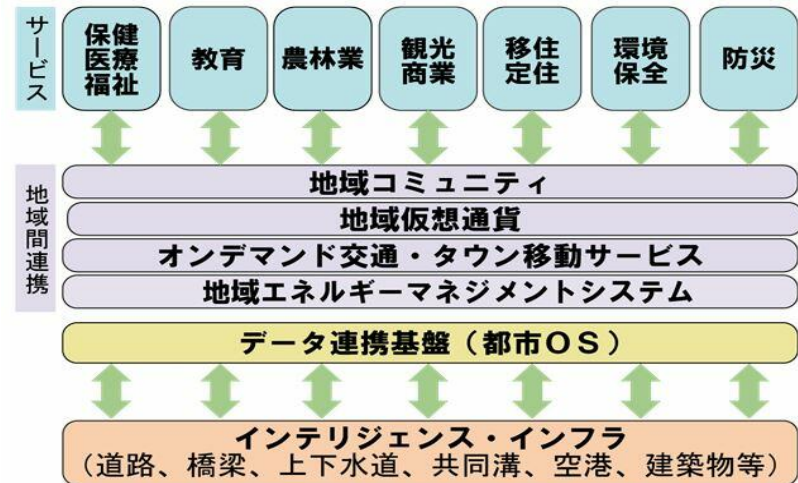 サービス
保健
医療
福祉
教育
農林業
観光
商業
移住
定住
環境
保全
防災
地域間連携
地域コミュニティ
地域仮想通貨
オンデマンド交通・タウン移動サービス
地域エネルギーマネジメントシステム
データ連携基盤（都市ＯＳ）
インテリジェンス・インフラ
（道路、橋梁、上下水道、共同溝、空港、建築物等）